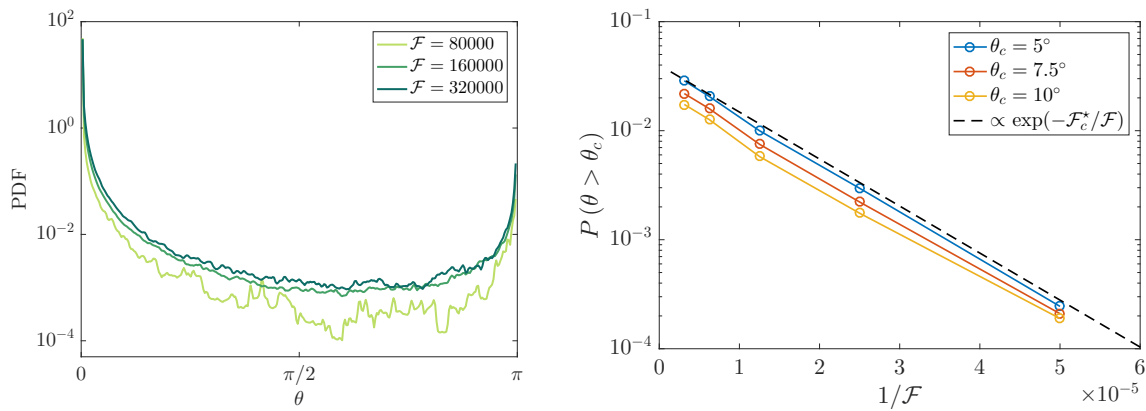 10^2
10^0
10^{-2}
10^{-4}
PDF
0
π/2
π
θ
ℱ = 80000
ℱ = 160000
ℱ = 320000
10^{-1}
10^{-2}
10^{-3}
10^{-4}
P (θ > θ_c)
0
1
2
3
4
5
6
×10^{-5}
1/ℱ
θ_c = 5°
θ_c = 7.5°
θ_c = 10°
∝ exp(−ℱ_c^⋆/ℱ)